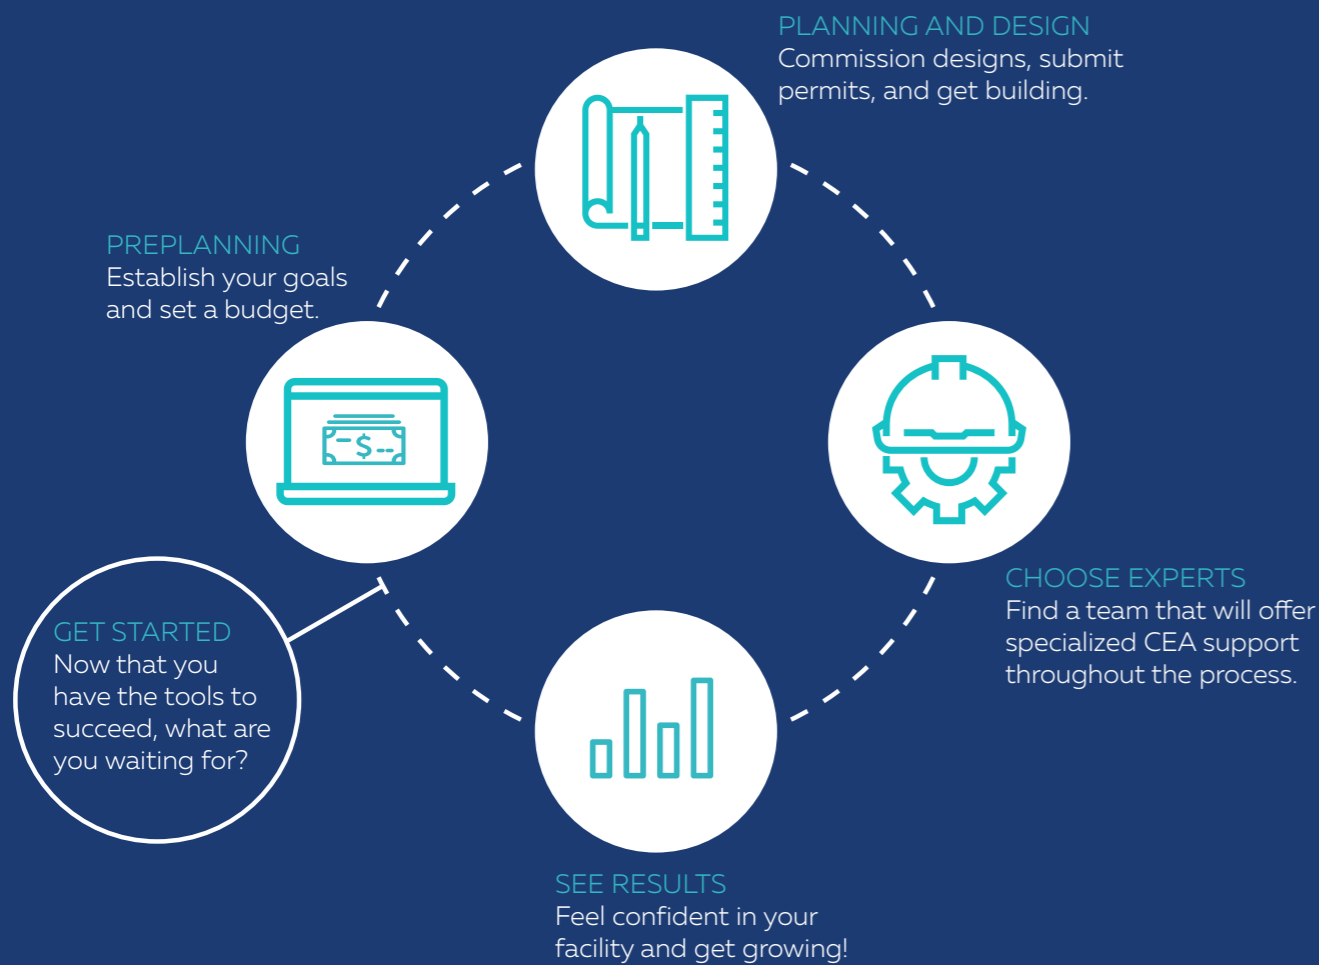 PLANNING AND DESIGN
Commission designs, submit
permits, and get building.
PREPLANNING
Establish your goals
and set a budget.
$
CHOOSE EXPERTS
Find a team that will offer
specialized CEA support
throughout the process.
GET STARTED
Now that you
have the tools to
succeed, what are
you waiting for?
SEE RESULTS
Feel confident in your
facility and get growing!